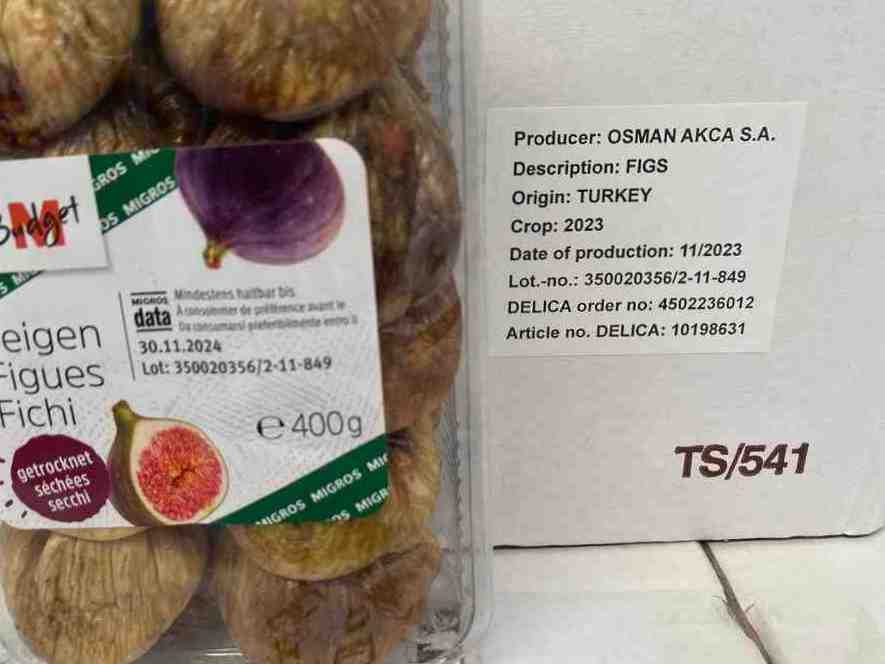 Budget
M
MIGROS
MIGROS
MIGROS data
Mindestens haltbar bis
À consommer de préférence avant le
Da consumarsi preferibilmente entro il
30.11.2024
Lot: 350020356/2-11-849
eigen
Figues
Fichi
getrocknet
séchées
secchi
℮400g
MIGROS MIGROS
MIGROS
Producer: OSMAN AKCA S.A.
Description: FIGS
Origin: TURKEY
Crop: 2023
Date of production: 11/2023
Lot.-no.: 350020356/2-11-849
DELICA order no: 4502236012
Article no. DELICA: 10198631
TS/541